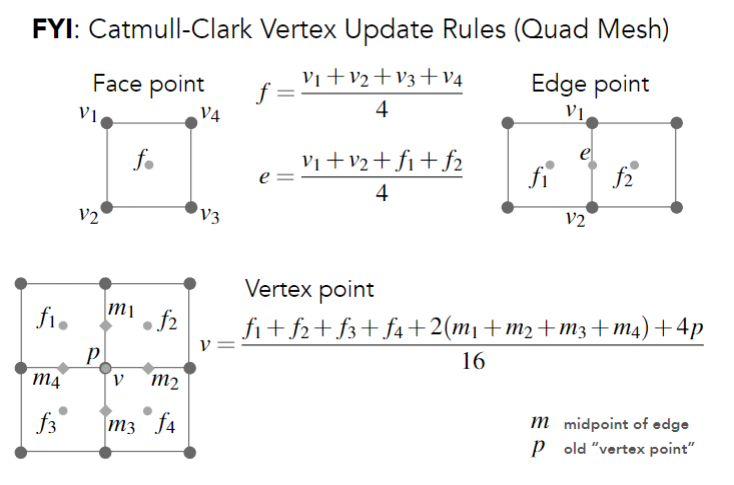 FYI: Catmull-Clark Vertex Update Rules (Quad Mesh)
Face point
f = (v₁ + v₂ + v₃ + v₄) / 4
Edge point
v₁
v₄
f
v₂
v₃
e = (v₁ + v₂ + f₁ + f₂) / 4
v₁
e
f₁
f₂
v₂
Vertex point
v = (f₁ + f₂ + f₃ + f₄ + 2(m₁ + m₂ + m₃ + m₄) + 4p) / 16
f₁
m₁
f₂
p
m₄
v
m₂
f₃
m₃
f₄
m midpoint of edge
p old “vertex point”